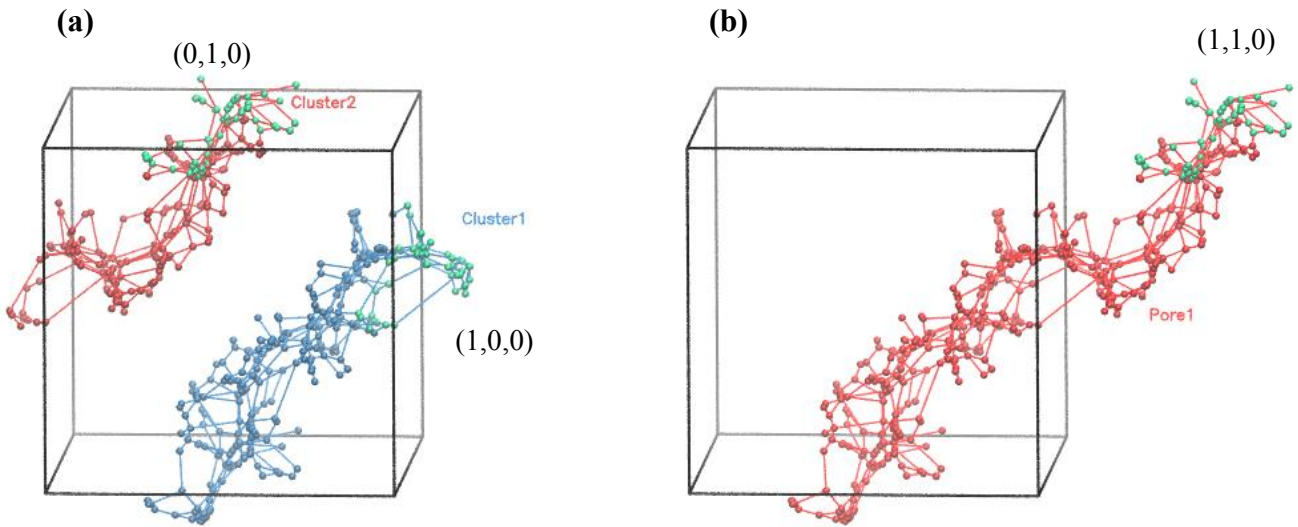 (a)
(0,1,0)
Cluster2
Cluster1
(1,0,0)
(b)
(1,1,0)
Pore1